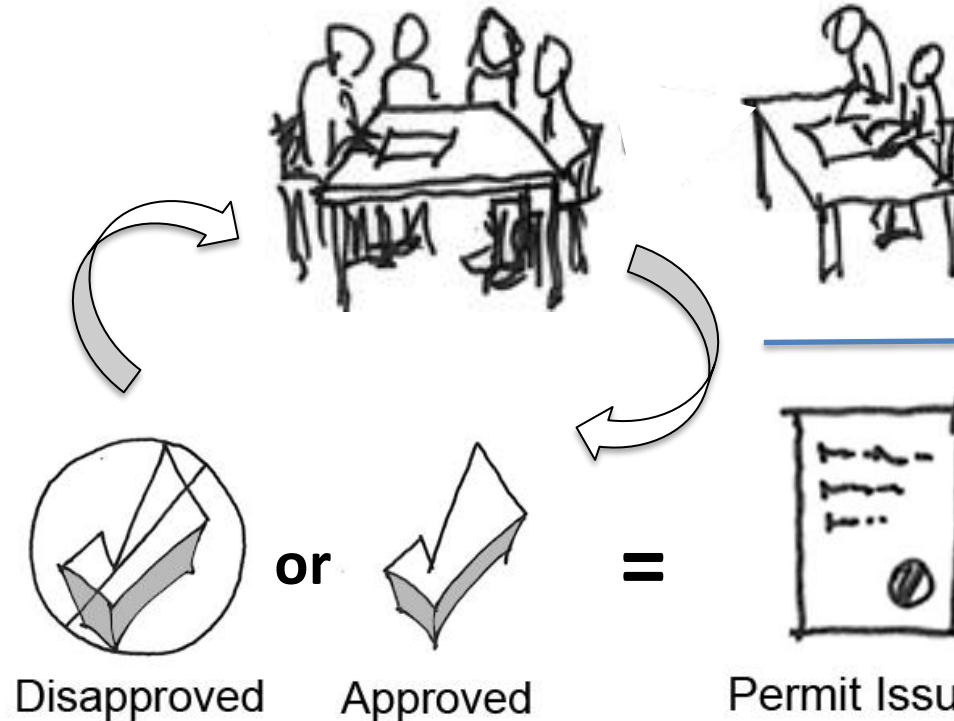 or
=
Disapproved
Approved
Permit Issu